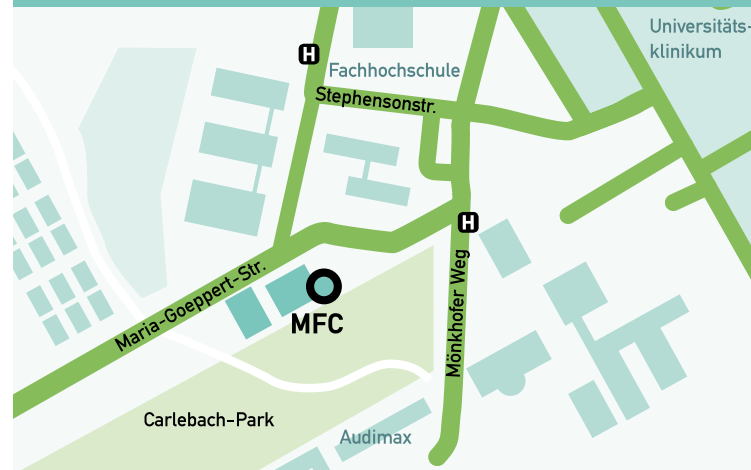 Universitäts-
klinikum
H
Fachhochschule
Stephensonstr.
H
Maria-Goeppert-Str.
MFC
Mönkhofer Weg
Carlebach-Park
Audimax